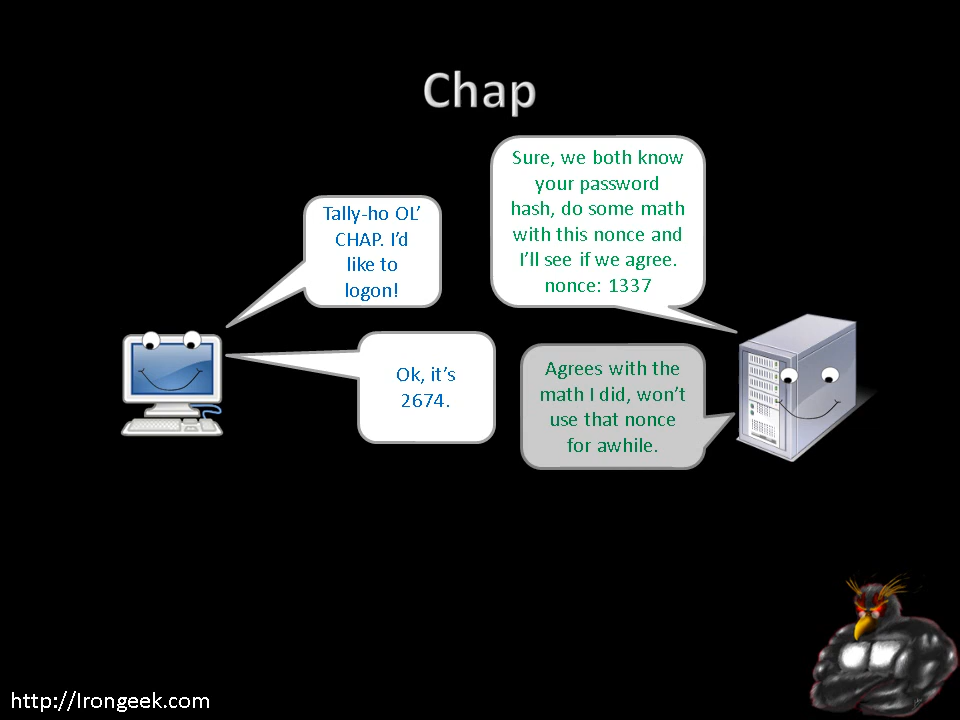 Chap
Tally-ho OL’
CHAP. I’d
like to
logon!
Sure, we both know
your password
hash, do some math
with this nonce and
I’ll see if we agree.
nonce: 1337
Ok, it’s
2674.
Agrees with the
math I did, won’t
use that nonce
for awhile.
http://Irongeek.com